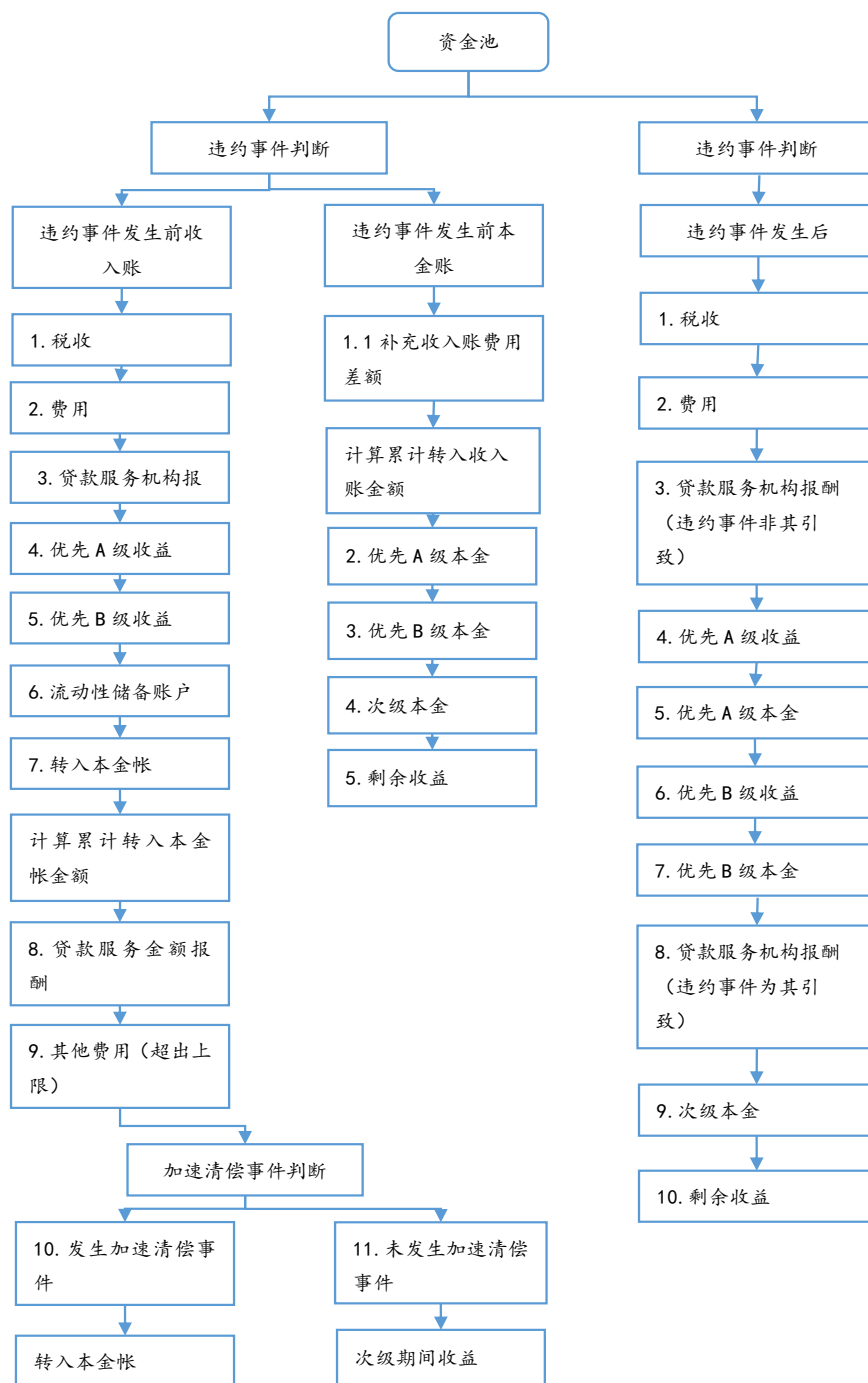 资金池
违约事件判断
违约事件发生前收
入账
1.税收
2.费用
3.贷款服务机构报
4.优先A级收益
5.优先B级收益
6.流动性储备账户
7.转入本金帐
计算累计转入本金
帐金额
8.贷款服务金额报
酬
9.其他费用（超出上
限）
加速清偿事件判断
10.发生加速清偿事
件
转入本金帐
11.未发生加速清偿
事件
次级期间收益
违约事件发生前本
金账
1.1补充收入账费用
差额
计算累计转入收入
账金额
2.优先A级本金
3.优先B级本金
4.次级本金
5.剩余收益
违约事件判断
违约事件发生后
1.税收
2.费用
3.贷款服务机构报酬
（违约事件非其引
致）
4.优先A级收益
5.优先A级本金
6.优先B级收益
7.优先B级本金
8.贷款服务机构报酬
（违约事件为其引
致）
9.次级本金
10.剩余收益